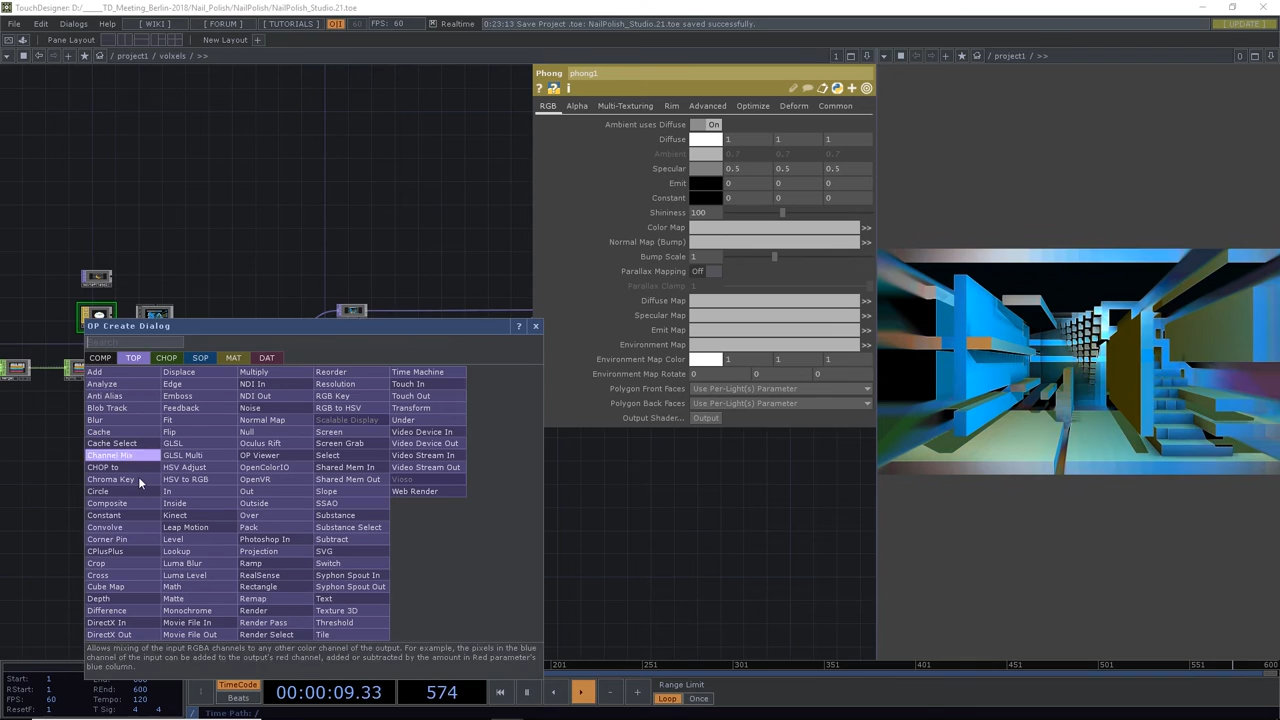 TouchDesigner: D:/__TD_Meeting_Berlin-2018/Nail_Polish/NailPolish/NailPolish_Studio.21.toe
File Edit Dialogs Help [ WIKI ] [ FORUM ] [ TUTORIALS ] O|I FPS: 60 Realtime 0:23:13 Save Project .toe: NailPolish_Studio.21.toe saved successfully. [ UPDATE ]
Pane Layout New Layout +
/ project1 / voIxels / >> 1 / project1 / >> 0
Phong phong1
? ? i
RGB Alpha Multi-Texturing Rim Advanced Optimize Deform Common
Ambient uses Diffuse On
Diffuse 1 1 1
Ambient 0.7 0.7 0.7
Specular 0.5 0.5 0.5
Emit 0 0 0
Constant 0 0 0
Shininess 100
Color Map >>
Normal Map (Bump) >>
Bump Scale 1
Parallax Mapping Off
Parallax Clamp 1
Diffuse Map >>
Specular Map >>
Emit Map >>
Environment Map >>
Environment Map Color 1 1 1
Environment Map Rotate 0 0 0
Polygon Front Faces Use Per-Light(s) Parameter
Polygon Back Faces Use Per-Light(s) Parameter
Output Shader... Output
OP Create Dialog ?
Search
COMP TOP CHOP SOP MAT DAT
Add Displace Multiply Reorder Time Machine
Analyze Edge NDI In Resolution Touch In
Anti Alias Emboss NDI Out RGB Key Touch Out
Blob Track Feedback Noise RGB to HSV Transform
Blur Fit Normal Map Scalable Display Under
Cache Flip Null Screen Video Device In
Cache Select GLSL Oculus Rift Screen Grab Video Device Out
Channel Mix GLSL Multi OP Viewer Select Video Stream In
CHOP to HSV Adjust OpenColorIO Shared Mem In Video Stream Out
Chroma Key HSV to RGB OpenVR Shared Mem Out Vioso
Circle In Out Slope Web Render
Composite Inside Outside SSAO
Constant Kinect Over Substance
Convolve Leap Motion Pack Substance Select
Corner Pin Level Photoshop In Subtract
CPlusPlus Lookup Projection SVG
Crop Luma Blur Ramp Switch
Cross Luma Level RealSense Syphon Spout In
Cube Map Math Rectangle Syphon Spout Out
Depth Matte Remap Text
Difference Monochrome Render Texture 3D
DirectX In Movie File In Render Pass Threshold
DirectX Out Movie File Out Render Select Tile
Allows mixing of the input RGBA channels to any other color channel of the output. For example, the pixels in the blue
channel of the input can be added to the output's red channel, added or subtracted by the amount in Red parameter's
blue column.
201 251 301 351 401 451 501 551 600
Start: 1 End: 600
RStart: 1 REnd: 600
FPS: 60 Tempo: 120
T Sig: 4 4
TimeCode
Beats
00:00:09.33 574
Range Limit
Loop Once
/ Time Path: /